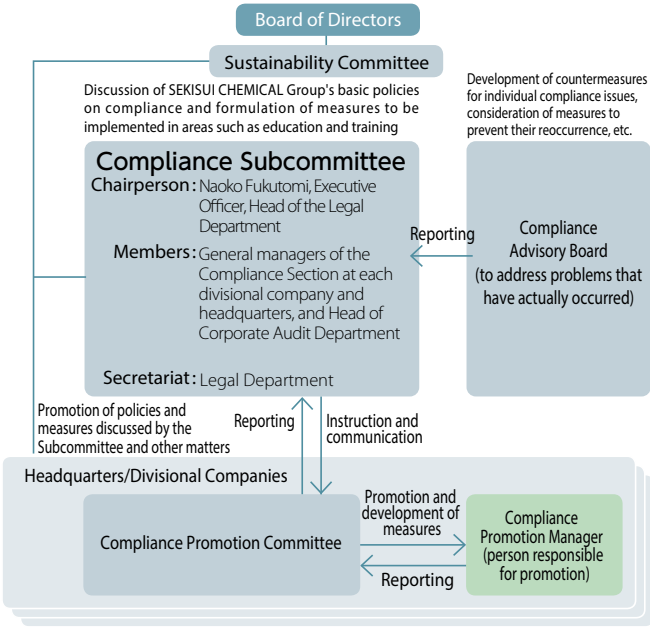 Board of Directors
Sustainability Committee
Discussion of SEKISUI CHEMICAL Group's basic policies
on compliance and formulation of measures to be
implemented in areas such as education and training
Development of countermeasures
for individual compliance issues,
consideration of measures to
prevent their reoccurrence, etc.
Compliance Subcommittee
Chairperson: Naoko Fukutomi, Executive
Officer, Head of the Legal
Department
Members: General managers of the
Compliance Section at each
divisional company and
headquarters, and Head of
Corporate Audit Department
Secretariat: Legal Department
Reporting
Compliance
Advisory Board
(to address problems that
have actually occurred)
Promotion of policies and
measures discussed by the
Subcommittee and other matters
Reporting
Instruction and
communication
Headquarters/Divisional Companies
Compliance Promotion Committee
Promotion and
development of
measures
Reporting
Compliance
Promotion Manager
(person responsible
for promotion)